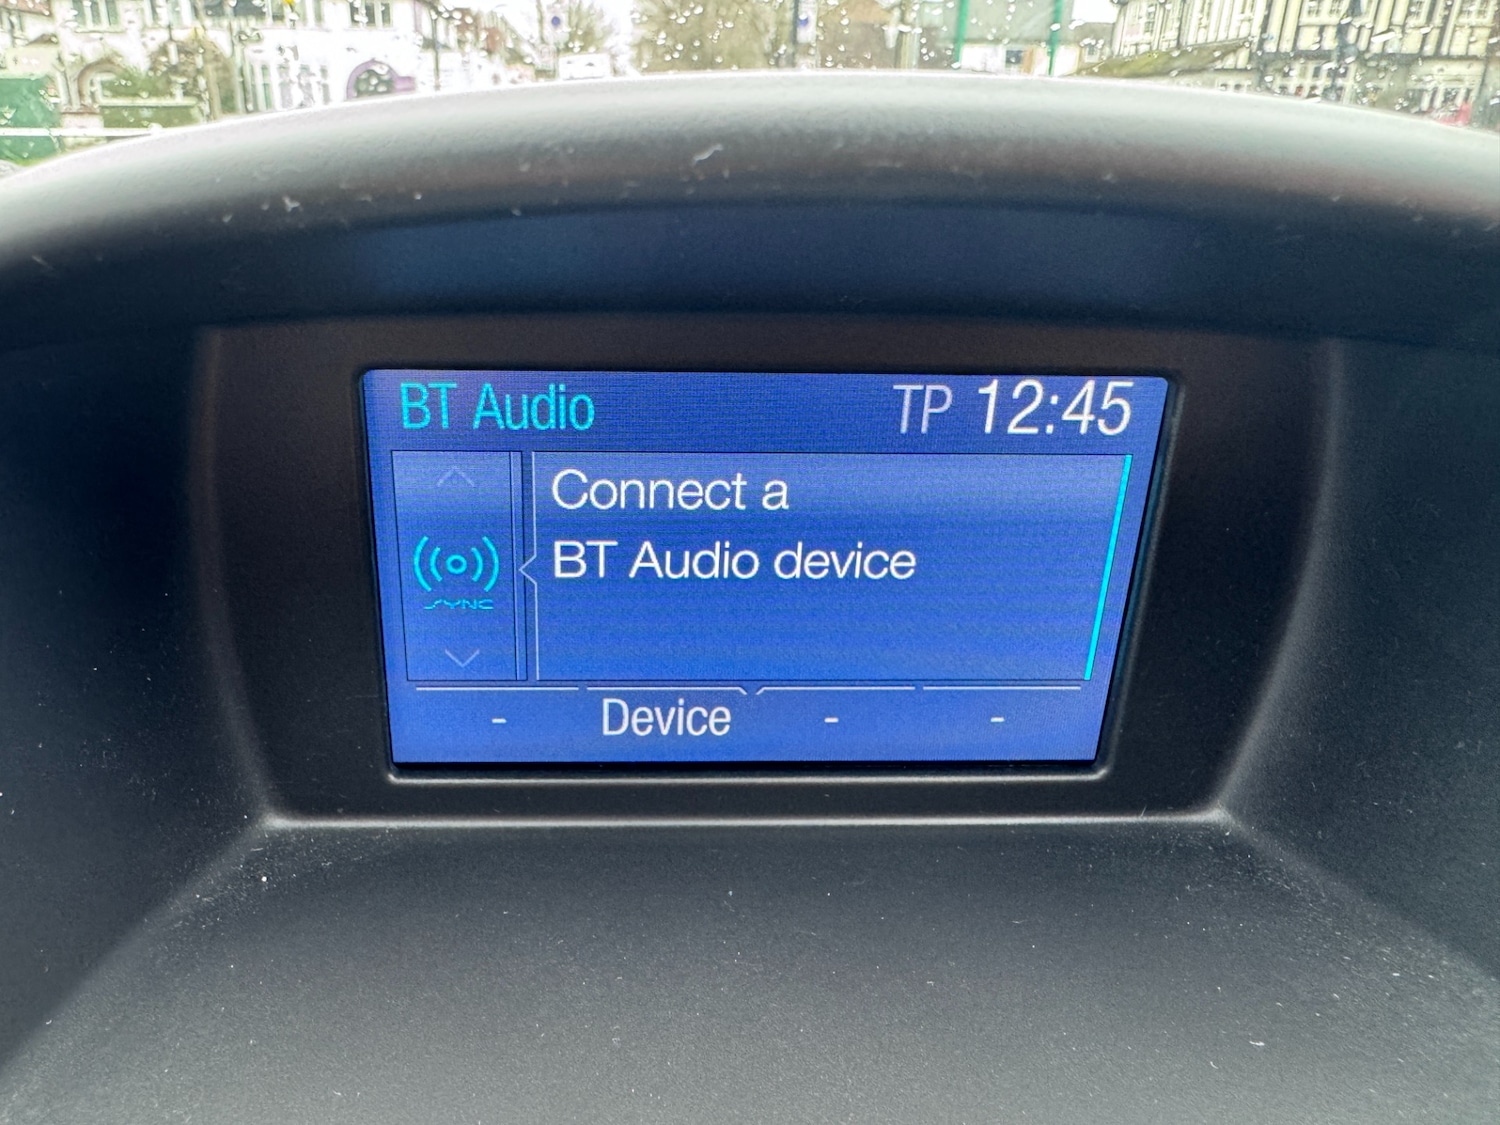 BT Audio TP 12:45
Connect a
BT Audio device
SYNC
- Device - -